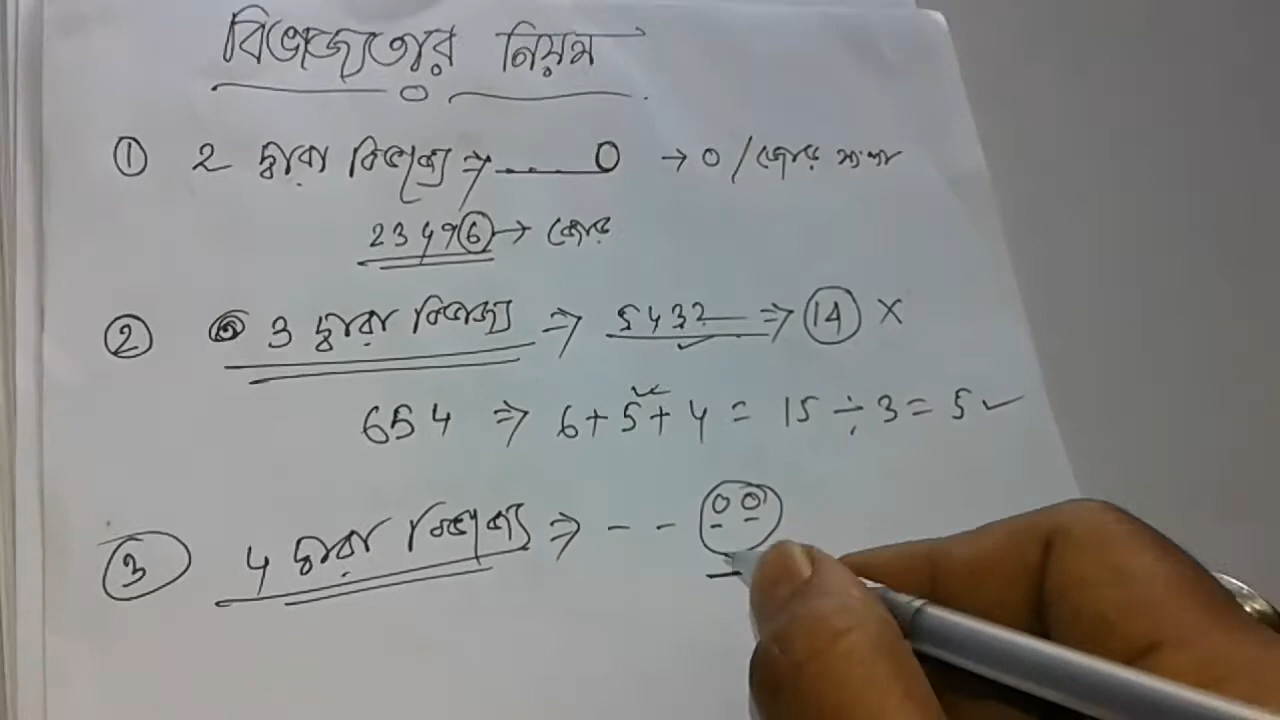 বিভাজ্যতার নিয়ম
① 2 দ্বারা বিভাজ্য ⇒ ... 0 → 0 / জোড় সংখ্যা
23496 → জোড়
② 3 দ্বারা বিভাজ্য ⇒ 5432 ⇒ 14 ×
654 ⇒ 6 + 5 + 4 = 15 ÷ 3 = 5 ✓
③ 4 দ্বারা বিভাজ্য ⇒ - - 00